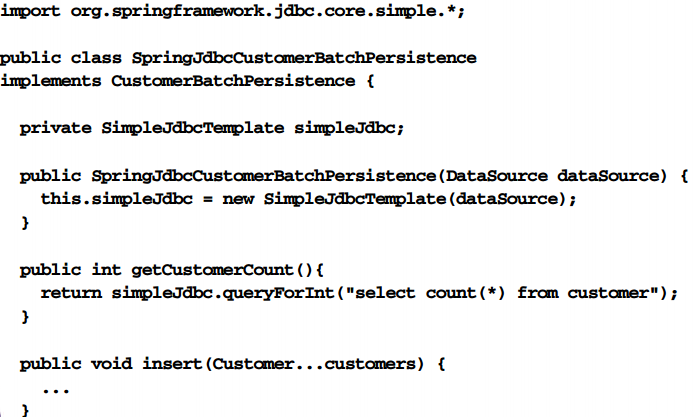 import org.springframework.jdbc.core.simple.*;
public class SpringJdbcCustomerBatchPersistence
implements CustomerBatchPersistence {
private SimpleJdbcTemplate simpleJdbc;
public SpringJdbcCustomerBatchPersistence(DataSource dataSource) {
this.simpleJdbc = new SimpleJdbcTemplate(dataSource);
}
public int getCustomerCount(){
return simpleJdbc.queryForInt("select count(*) from customer");
}
public void insert(Customer...customers) {
...
}